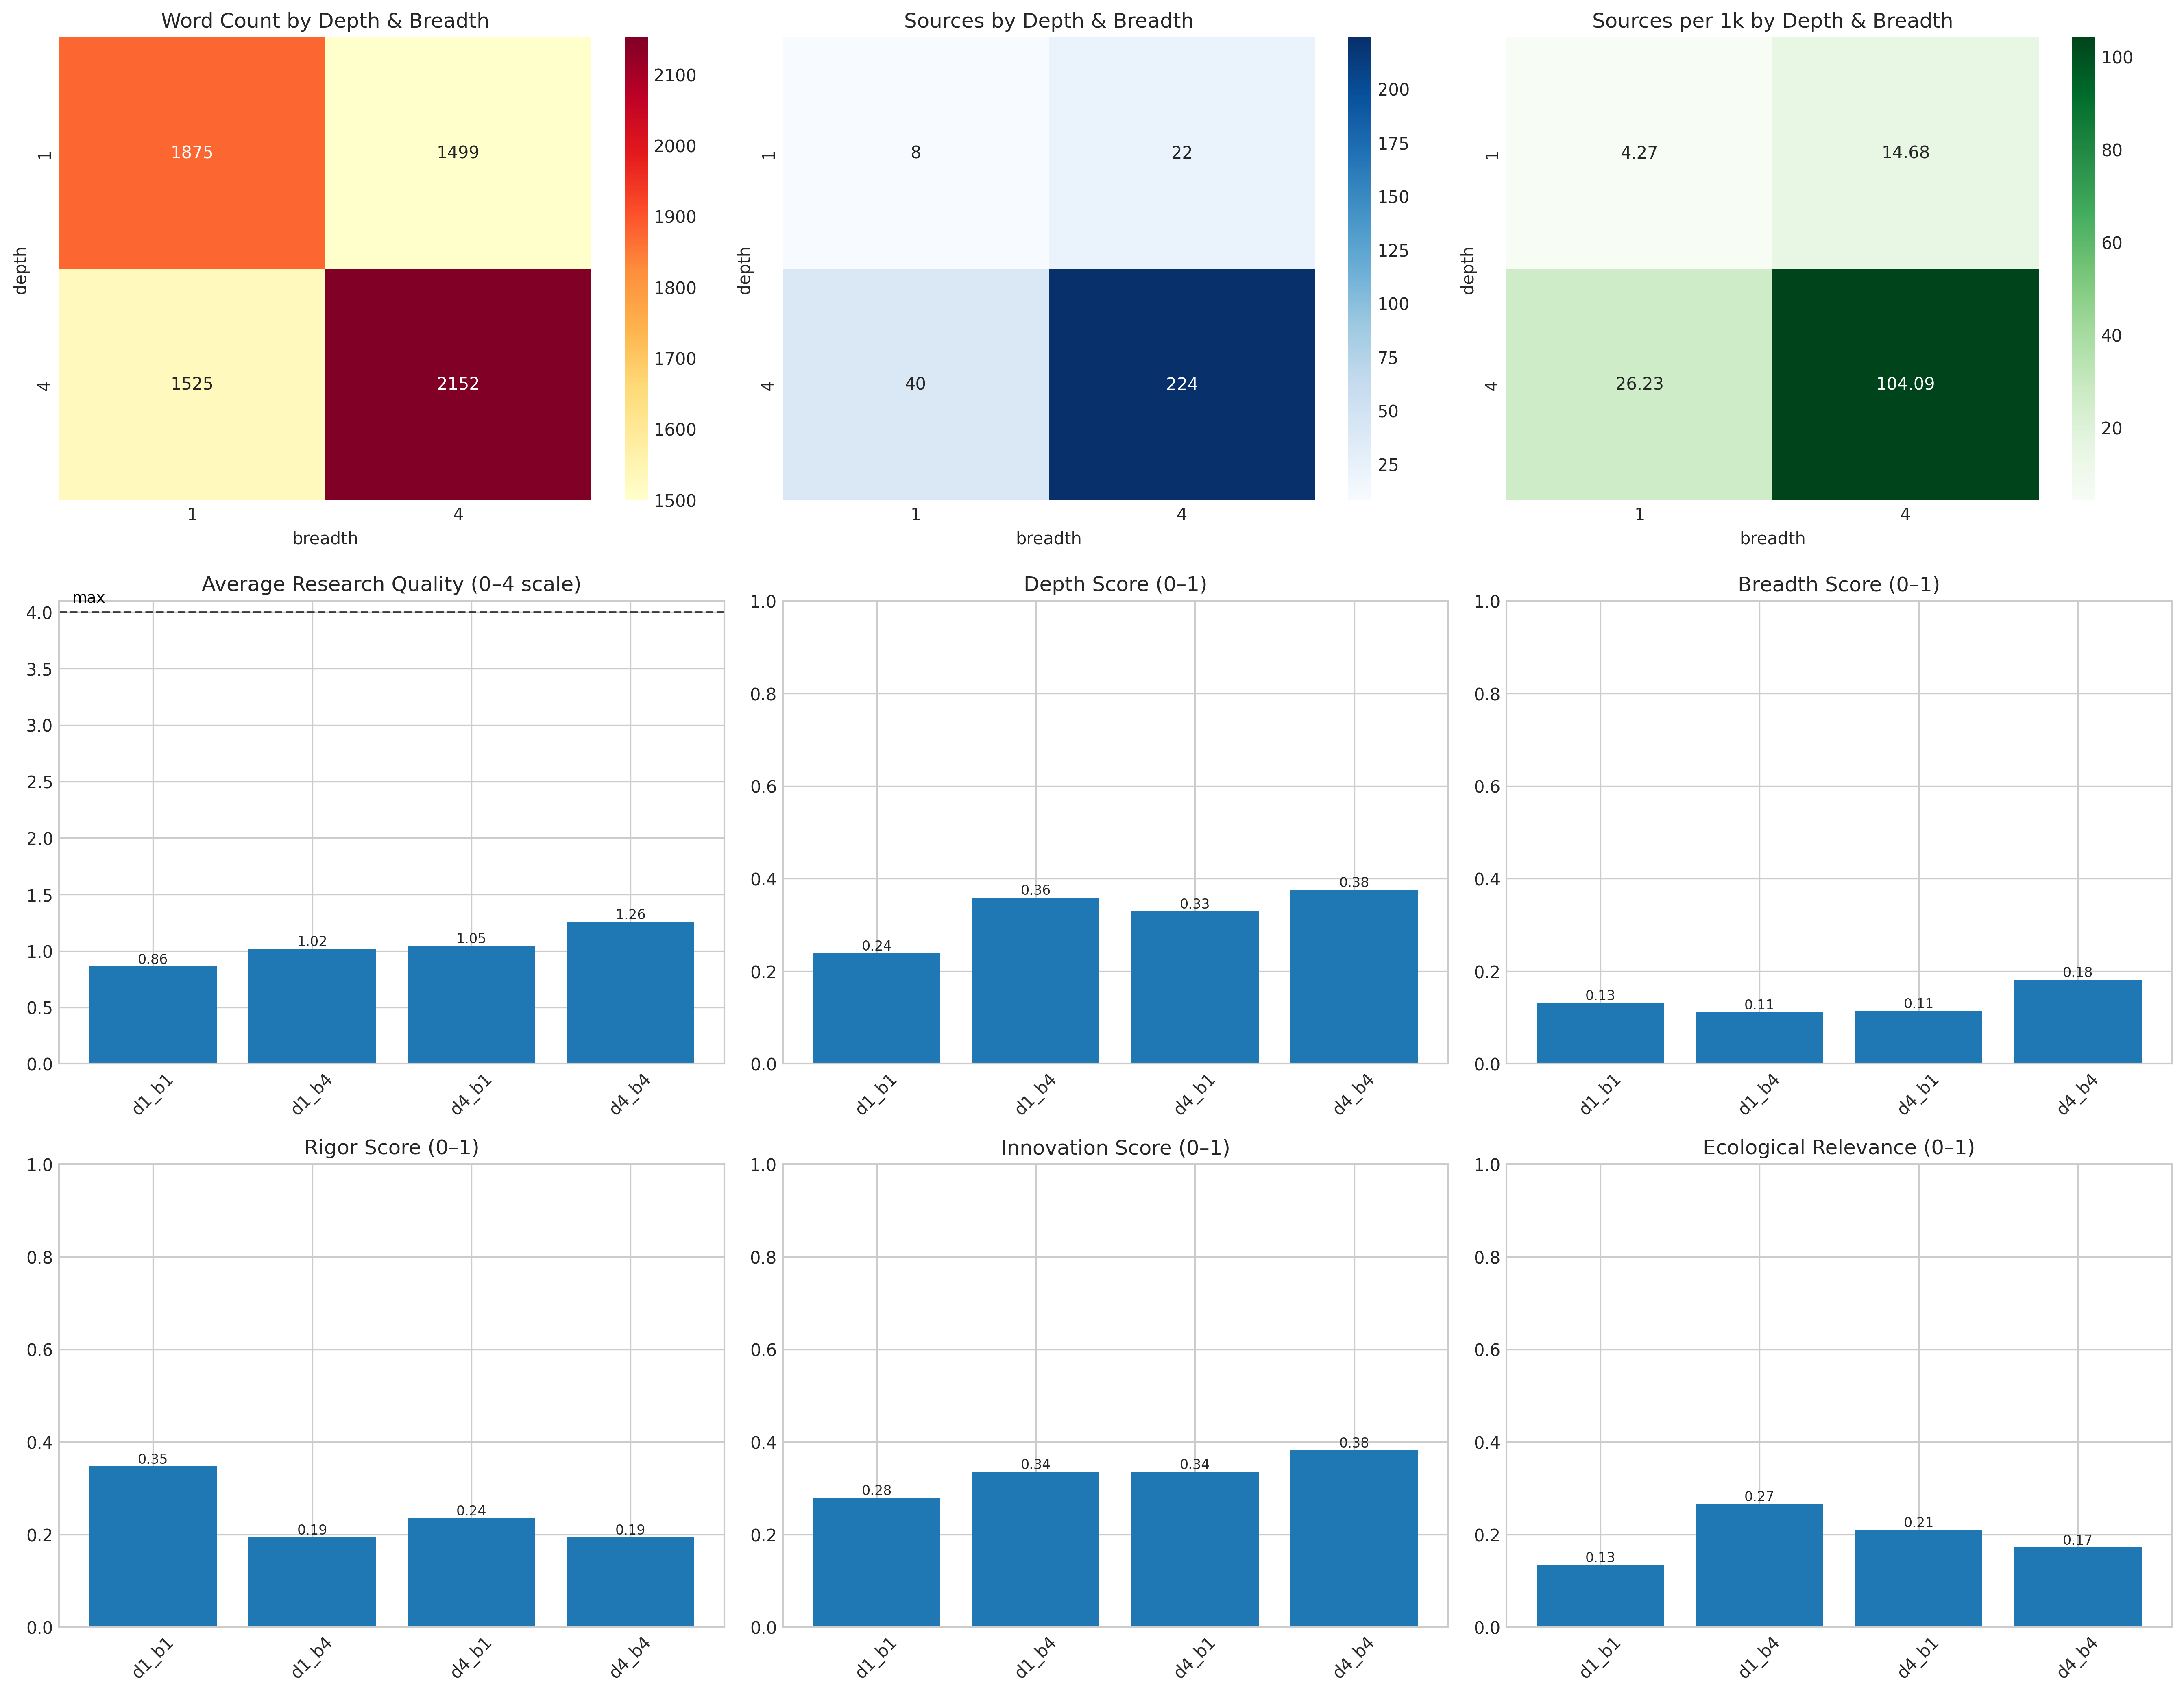 Word Count by Depth & Breadth
1875
1499
1525
2152
1
4
depth
1
4
breadth
2100
2000
1900
1800
1700
1600
1500
Sources by Depth & Breadth
8
22
40
224
1
4
depth
1
4
breadth
200
175
150
125
100
75
50
25
Sources per 1k by Depth & Breadth
4.27
14.68
26.23
104.09
1
4
depth
1
4
breadth
100
80
60
40
20
Average Research Quality (0–4 scale)
max
4.0
3.5
3.0
2.5
2.0
1.5
1.0
0.5
0.0
0.86
1.02
1.05
1.26
d1_b1
d1_b4
d4_b1
d4_b4
Depth Score (0–1)
1.0
0.8
0.6
0.4
0.2
0.0
0.24
0.36
0.33
0.38
d1_b1
d1_b4
d4_b1
d4_b4
Breadth Score (0–1)
1.0
0.8
0.6
0.4
0.2
0.0
0.13
0.11
0.11
0.18
d1_b1
d1_b4
d4_b1
d4_b4
Rigor Score (0–1)
1.0
0.8
0.6
0.4
0.2
0.0
0.35
0.19
0.24
0.19
d1_b1
d1_b4
d4_b1
d4_b4
Innovation Score (0–1)
1.0
0.8
0.6
0.4
0.2
0.0
0.28
0.34
0.34
0.38
d1_b1
d1_b4
d4_b1
d4_b4
Ecological Relevance (0–1)
1.0
0.8
0.6
0.4
0.2
0.0
0.13
0.27
0.21
0.17
d1_b1
d1_b4
d4_b1
d4_b4